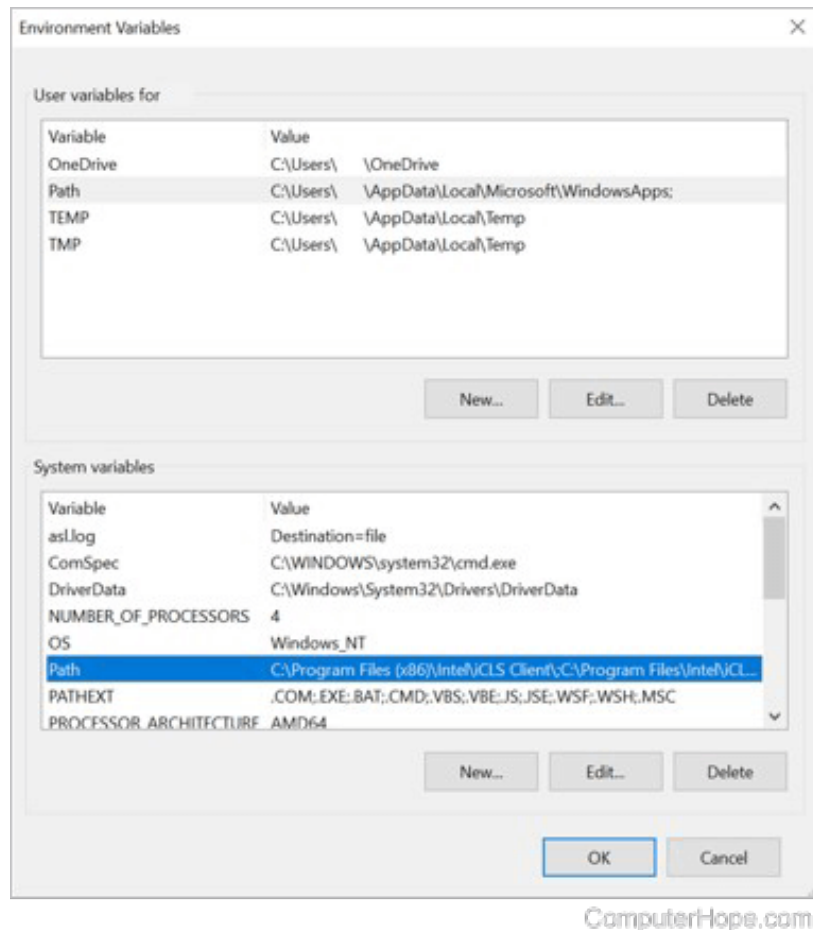 Environment Variables
User variables for
Variable Value
OneDrive C:\Users\ \OneDrive
Path C:\Users\ \AppData\Local\Microsoft\WindowsApps;
TEMP C:\Users\ \AppData\Local\Temp
TMP C:\Users\ \AppData\Local\Temp
New... Edit... Delete
System variables
Variable Value
asl.log Destination=file
ComSpec C:\WINDOWS\system32\cmd.exe
DriverData C:\Windows\System32\Drivers\DriverData
NUMBER_OF_PROCESSORS 4
OS Windows_NT
Path C:\Program Files (x86)\Intel\iCLS Client\;C:\Program Files\Intel\iCL...
PATHEXT .COM;.EXE;.BAT;.CMD;.VBS;.VBE;.JS;.JSE;.WSF;.WSH;.MSC
PROCESSOR_ARCHITECTURE AMD64
New... Edit... Delete
OK Cancel
ComputerHope.com